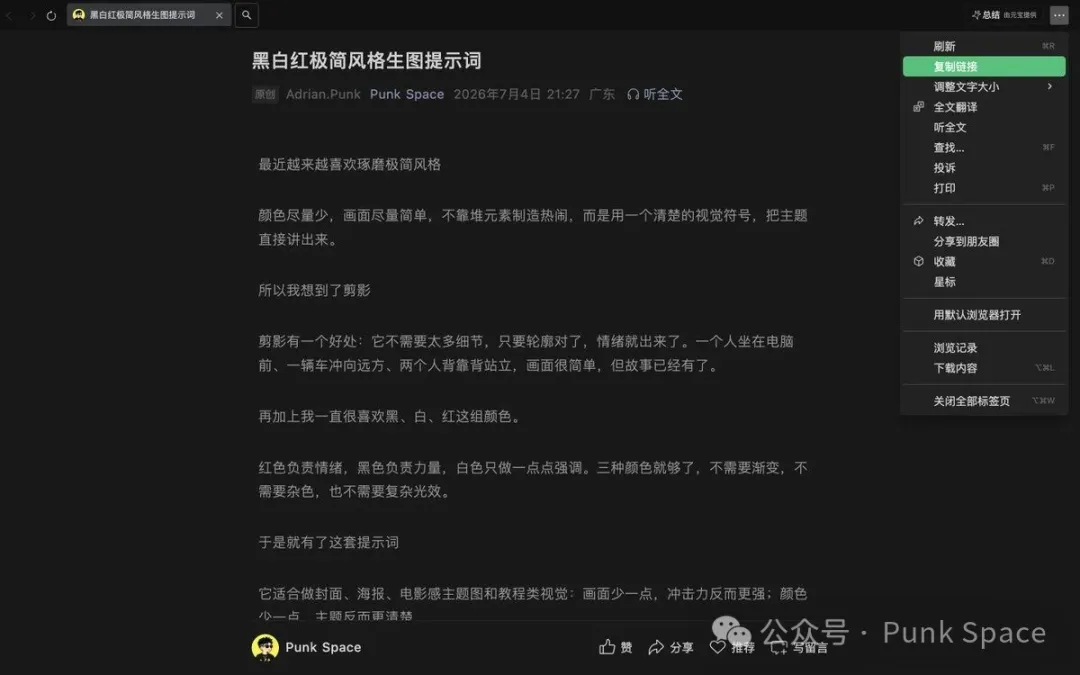 黑白红极简风格生图提示词
总结 由元宝提供
黑白红极简风格生图提示词
原创 Adrian.Punk Punk Space 2026年7月4日 21:27 广东 听全文
最近越来越喜欢琢磨极简风格
颜色尽量少，画面尽量简单，不靠堆元素制造热闹，而是用一个清楚的视觉符号，把主题
直接讲出来。
所以我想到了剪影
剪影有一个好处：它不需要太多细节，只要轮廓对了，情绪就出来了。一个人坐在电脑
前、一辆车冲向远方、两个人背靠背站立，画面很简单，但故事已经有了。
再加上我一直很喜欢黑、白、红这组颜色。
红色负责情绪，黑色负责力量，白色只做一点点强调。三种颜色就够了，不需要渐变，不
需要杂色，也不需要复杂光效。
于是就有了这套提示词
它适合做封面、海报、电影感主题图和教程类视觉：画面少一点，冲击力反而更强；颜色
少一点，主题反而更清楚
Punk Space
赞 分享 推荐 写留言
刷新 ⌘R
复制链接
调整文字大小
全文翻译
听全文
查找... ⌘F
投诉
打印 ⌘P
转发...
分享到朋友圈
收藏 ⌘D
星标
用默认浏览器打开
浏览记录
下载内容 ⌥⌘L
关闭全部标签页 ⌥⌘W
公众号 · Punk Space